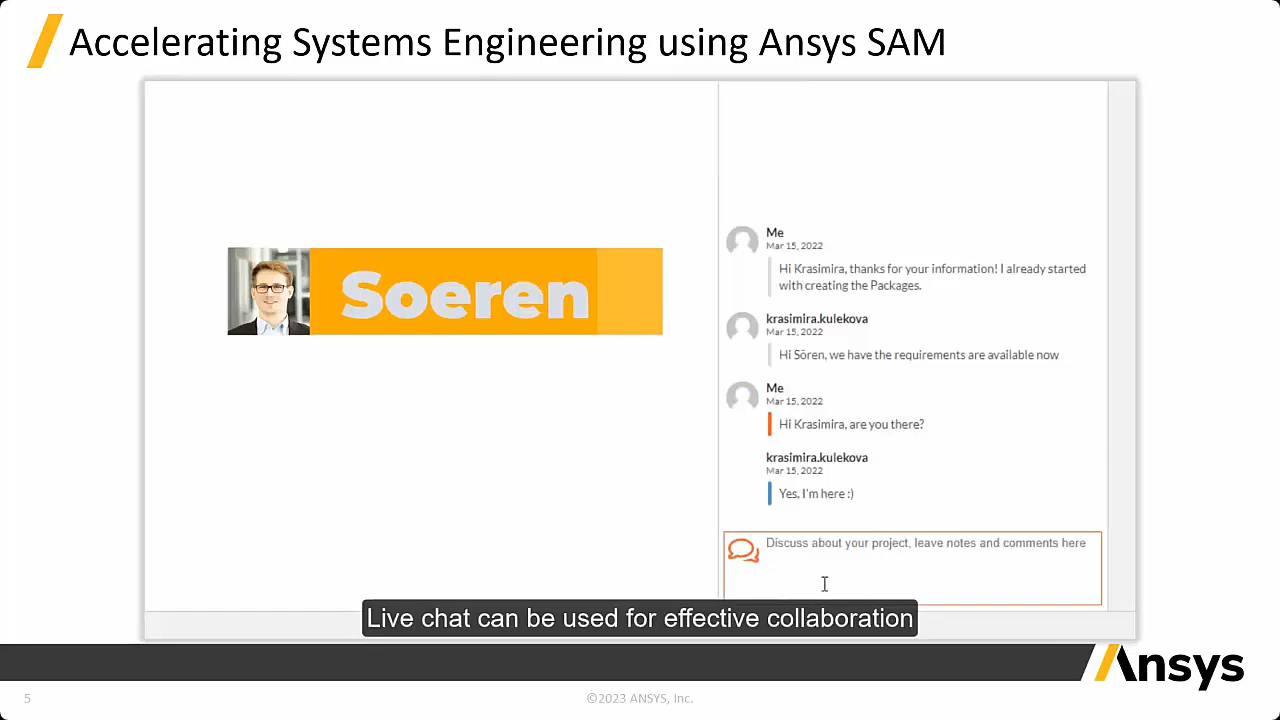 Accelerating Systems Engineering using Ansys SAM
Soeren
Me
Mar 15, 2022
Hi Krasimira, thanks for your information! I already started
with creating the Packages.
krasimira.kulekova
Mar 15, 2022
Hi Sören, we have the requirements are available now
Me
Mar 15, 2022
Hi Krasimira, are you there?
krasimira.kulekova
Mar 15, 2022
Yes, I'm here :)
Discuss about your project, leave notes and comments here
Live chat can be used for effective collaboration
Ansys
5
©2023 ANSYS, Inc.